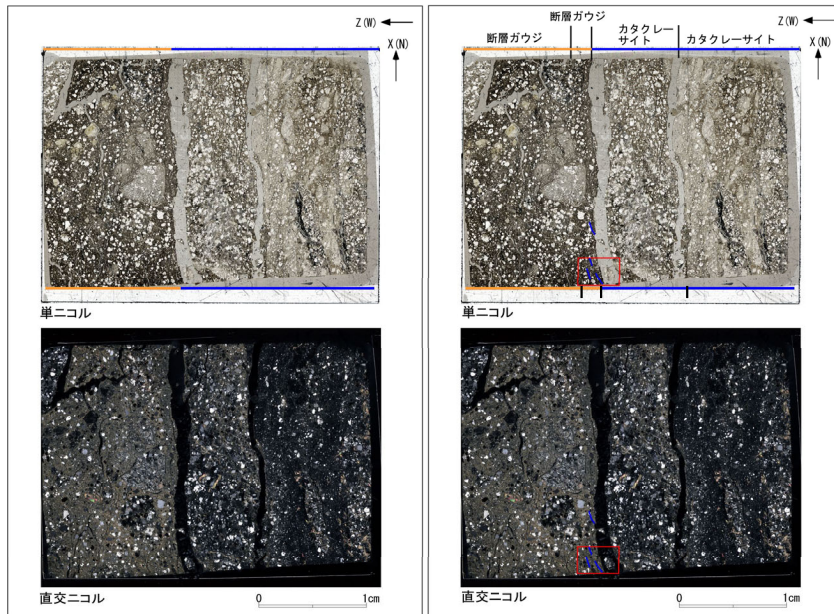 Z(W)
X(N)
単ニコル
直交ニコル
0 1cm
断層ガウジ
Z(W)
断層ガウジ
カタクレー
サイト
カタクレーサイト
X(N)
単ニコル
直交ニコル
0 1cm